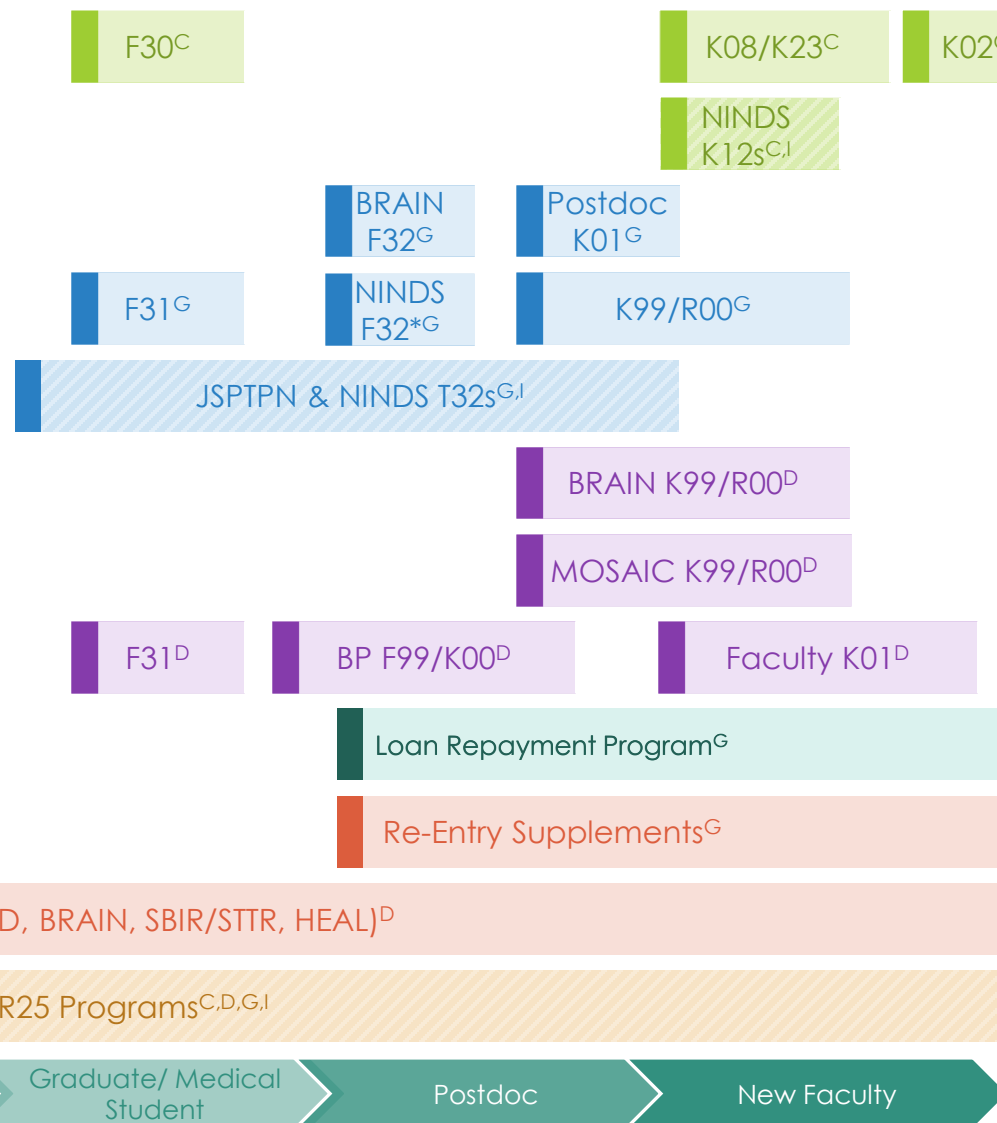 F30C
K08/K23C
K02
NINDS
K12sC,I
BRAIN
F32G
Postdoc
K01G
F31G
NINDS
F32*G
K99/R00G
JSPTPN & NINDS T32sG,I
BRAIN K99/R00D
MOSAIC K99/R00D
F31D
BP F99/K00D
Faculty K01D
Loan Repayment ProgramG
Re-Entry SupplementsG
D, BRAIN, SBIR/STTR, HEAL)D
R25 ProgramsC,D,G,I
Graduate/ Medical
Student
Postdoc
New Faculty